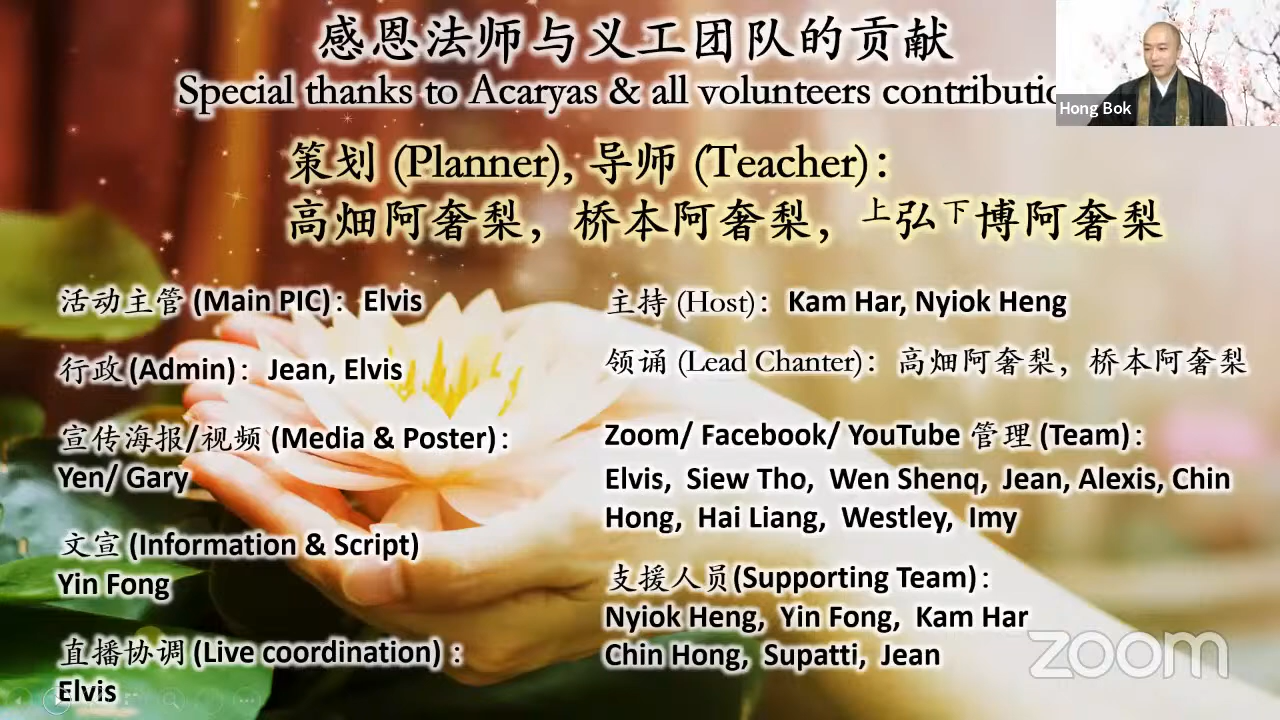 感恩法师与义工团队的贡献
Special thanks to Acaryas & all volunteers contributio
Hong Bok
策划 (Planner), 导师 (Teacher)：
高畑阿奢梨，桥本阿奢梨，上弘下博阿奢梨
活动主管 (Main PIC)：Elvis
行政 (Admin)：Jean, Elvis
宣传海报/视频 (Media & Poster)：
Yen/ Gary
文宣 (Information & Script)
Yin Fong
直播协调 (Live coordination) ：
Elvis
主持 (Host)：Kam Har, Nyiok Heng
领诵 (Lead Chanter)：高畑阿奢梨，桥本阿奢梨
Zoom/ Facebook/ YouTube 管理 (Team)：
Elvis, Siew Tho, Wen Shenq, Jean, Alexis, Chin
Hong, Hai Liang, Westley, Imy
支援人员(Supporting Team)：
Nyiok Heng, Yin Fong, Kam Har
Chin Hong, Supatti, Jean
zoom